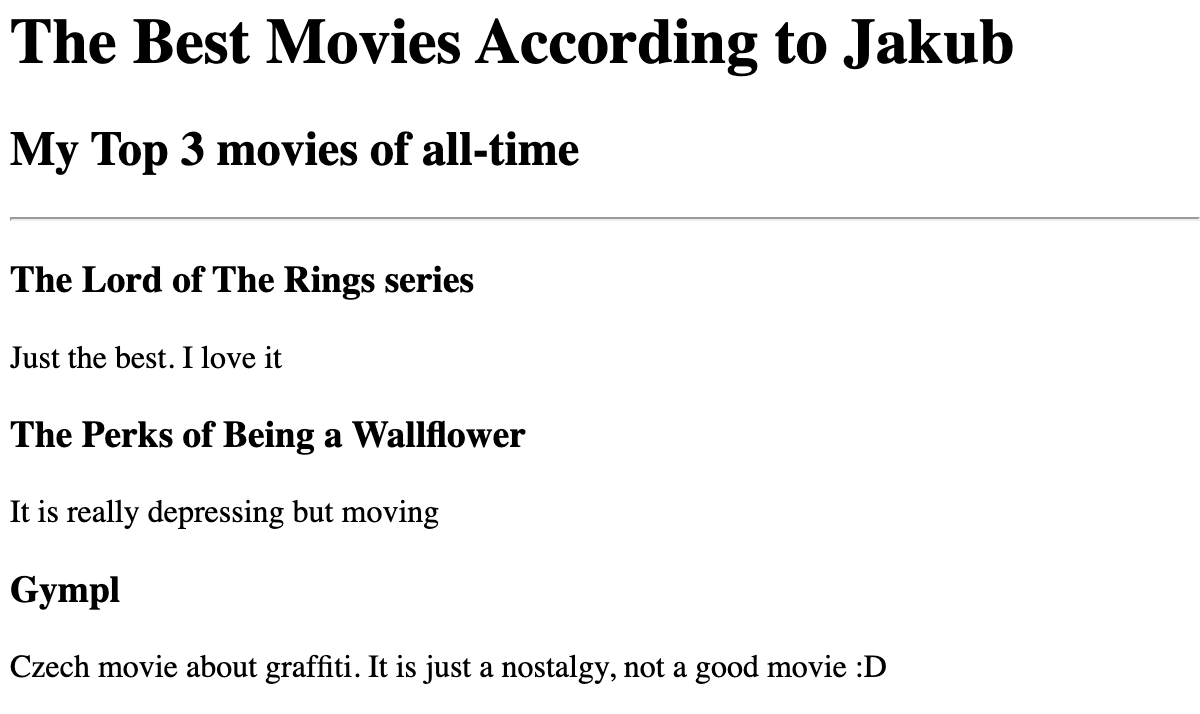 The Best Movies According to Jakub
My Top 3 movies of all-time
The Lord of The Rings series
Just the best. I love it
The Perks of Being a Wallflower
It is really depressing but moving
Gympl
Czech movie about graffiti. It is just a nostalgy, not a good movie :D